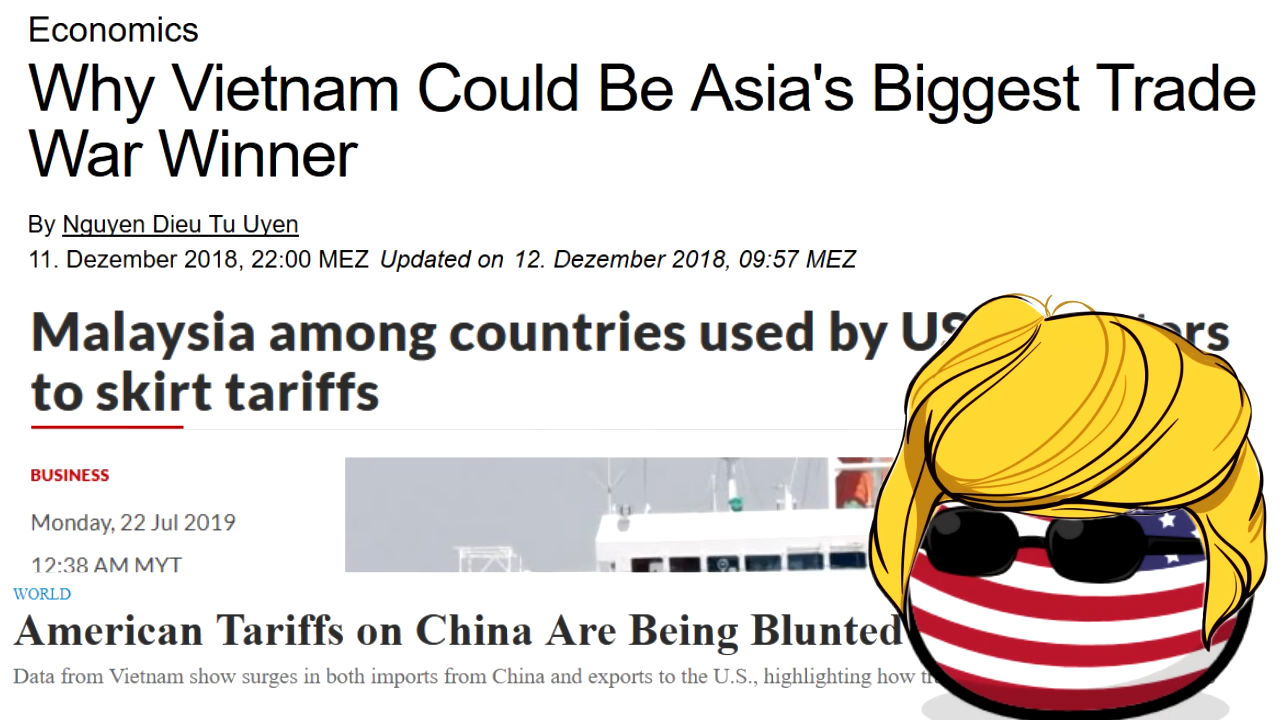 Economics
Why Vietnam Could Be Asia's Biggest Trade
War Winner
By Nguyen Dieu Tu Uyen
11. Dezember 2018, 22:00 MEZ Updated on 12. Dezember 2018, 09:57 MEZ
Malaysia among countries used by US
to skirt tariffs
BUSINESS
Monday, 22 Jul 2019
12:38 AM MYT
WORLD
American Tariffs on China Are Being Blunted
Data from Vietnam show surges in both imports from China and exports to the U.S., highlighting how